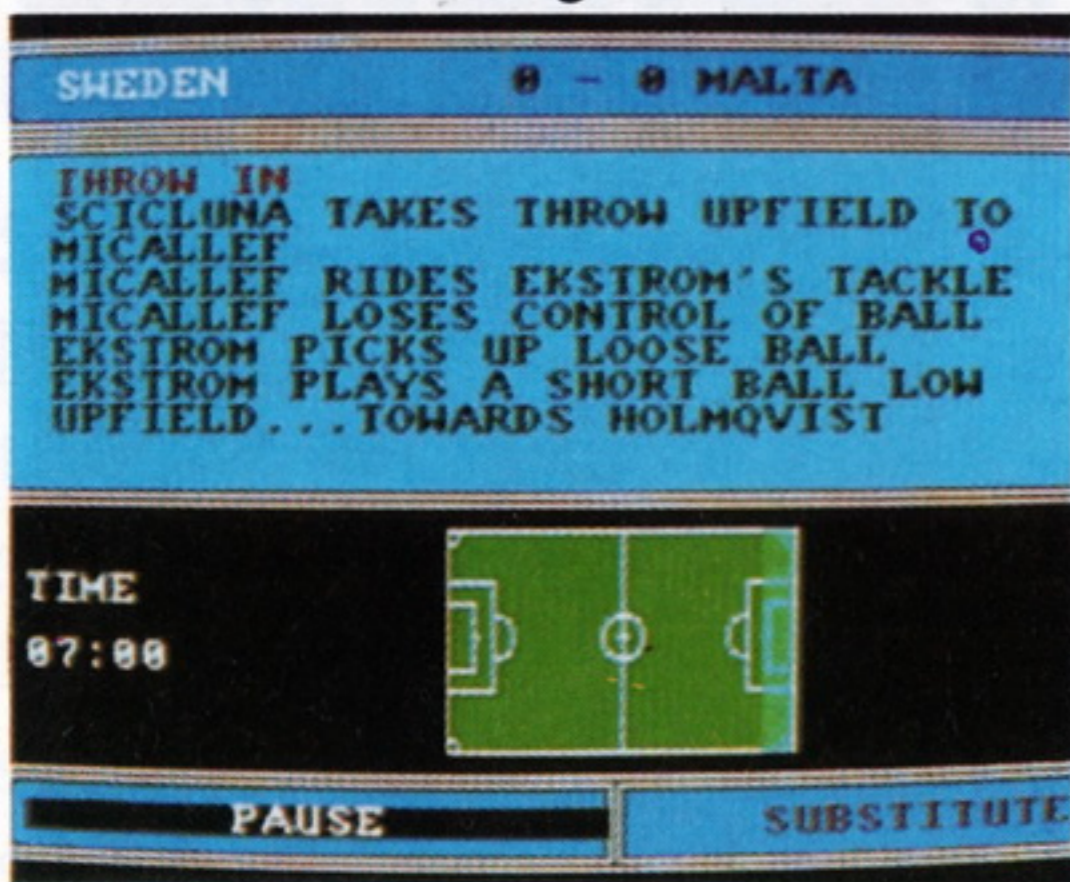 SWEDEN 0 - 0 MALTA
THROW IN
SCICLUNA TAKES THROW UPFIELD TO
MICALLEF
MICALLEF RIDES EKSTROM'S TACKLE
MICALLEF LOSES CONTROL OF BALL
EKSTROM PICKS UP LOOSE BALL
EKSTROM PLAYS A SHORT BALL LOW
UPFIELD...TOWARDS HOLMQVIST
TIME
07:00
PAUSE SUBSTITUTE